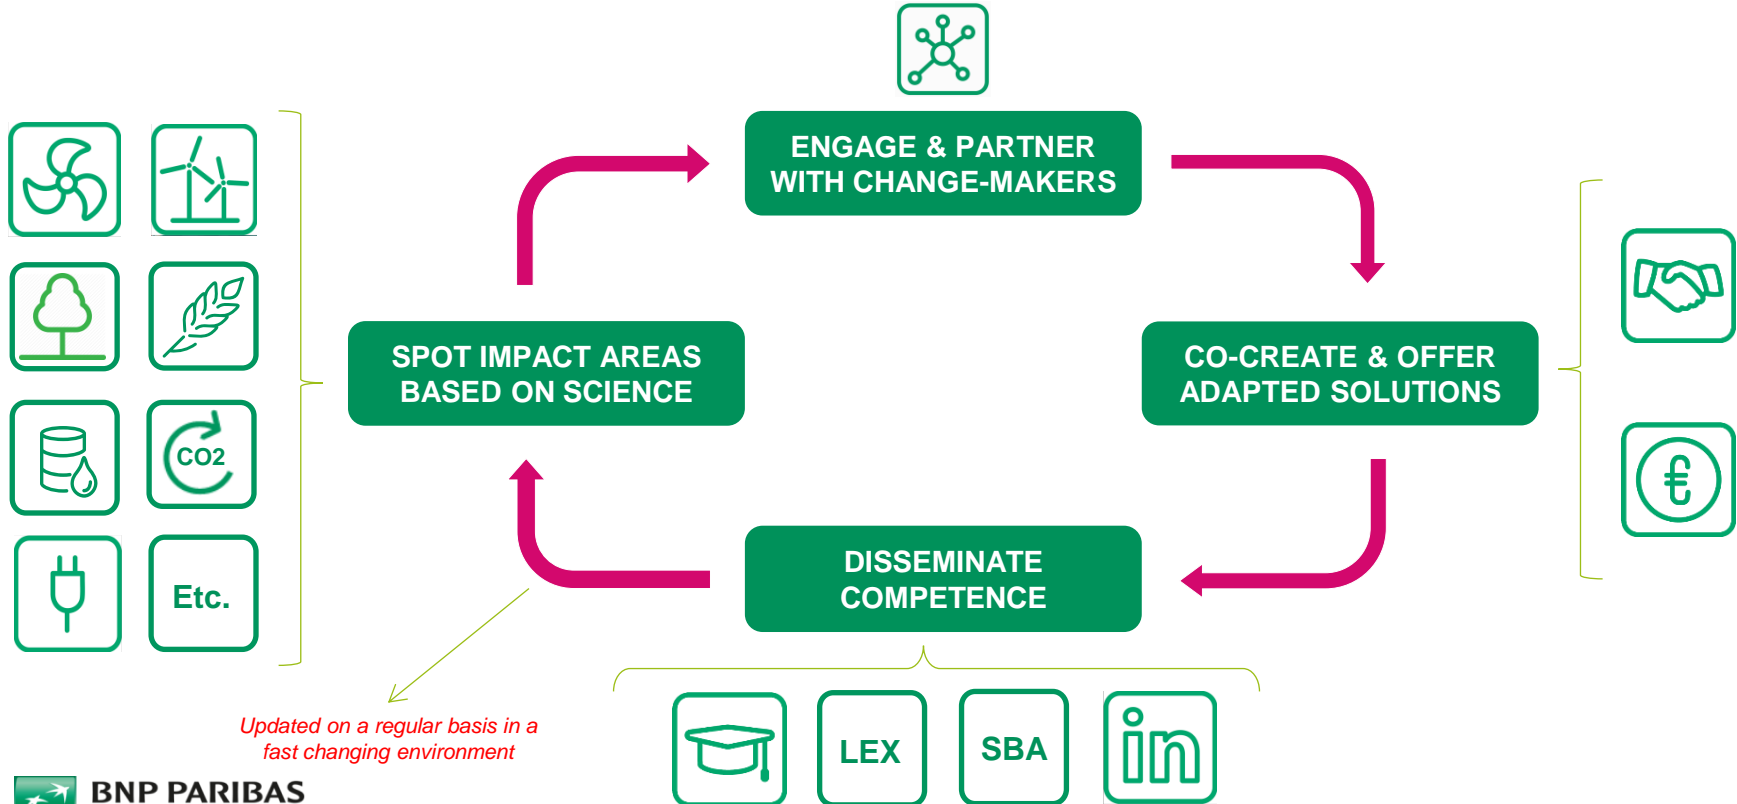 ENGAGE & PARTNER
WITH CHANGE-MAKERS
SPOT IMPACT AREAS
BASED ON SCIENCE
CO-CREATE & OFFER
ADAPTED SOLUTIONS
CO2
€
Etc.
DISSEMINATE
COMPETENCE
Updated on a regular basis in a
fast changing environment
LEX
SBA
in
BNP PARIBAS